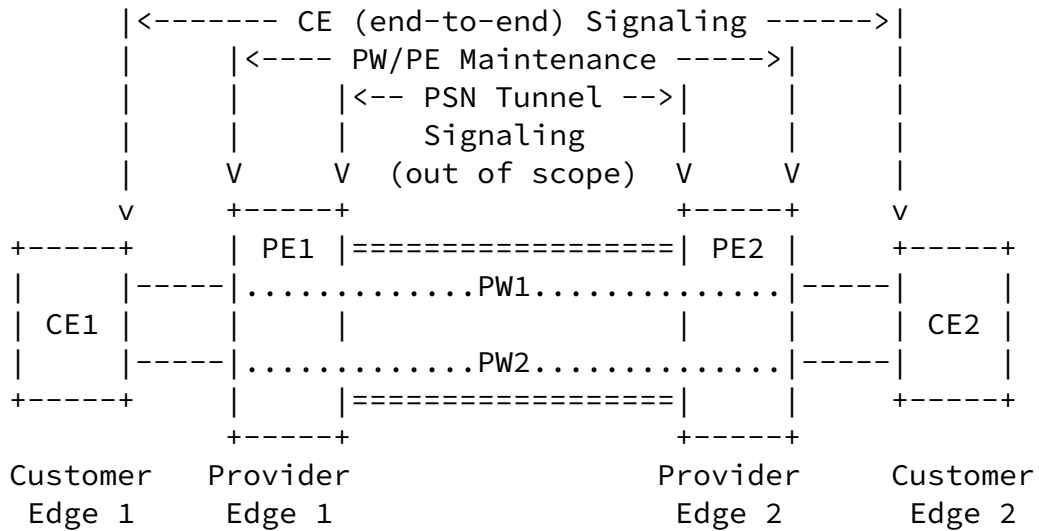 |<------- CE (end-to-end) Signaling ------>|
|     |<---- PW/PE Maintenance ----->|     |
|     |     |<-- PSN Tunnel -->|     |     |
|     |     |    Signaling     |     |     |
|     V     V  (out of scope)  V     V     |
v     +-----+                  +-----+     v
+-----+     | PE1 |==================| PE2 |     +-----+
|     |-----|.............PW1..............|-----|     |
| CE1 |     |     |                  |     |     | CE2 |
|     |-----|.............PW2..............|-----|     |
+-----+     |     |==================|     |     +-----+
+-----+                  +-----+
Customer   Provider                 Provider    Customer
Edge 1     Edge 1                   Edge 2      Edge 2